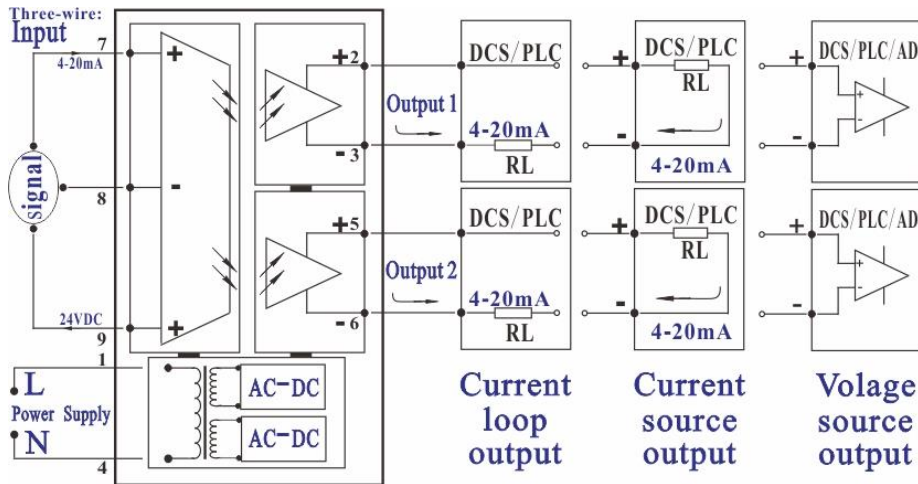 Three-wire:
Input
7
4-20mA
+
signal
8
-
24VDC
9
+
1
L
Power Supply
N
4
AC-DC
AC-DC
+2
-3
+5
-6
Output 1
Output 2
DCS/PLC
4-20mA
RL
DCS/PLC
4-20mA
RL
Current
loop
output
+
DCS/PLC
RL
-
4-20mA
+
DCS/PLC
RL
-
4-20mA
Current
source
output
+
DCS/PLC/AD
+
-
-
+
DCS/PLC/AD
+
-
-
Volage
source
output